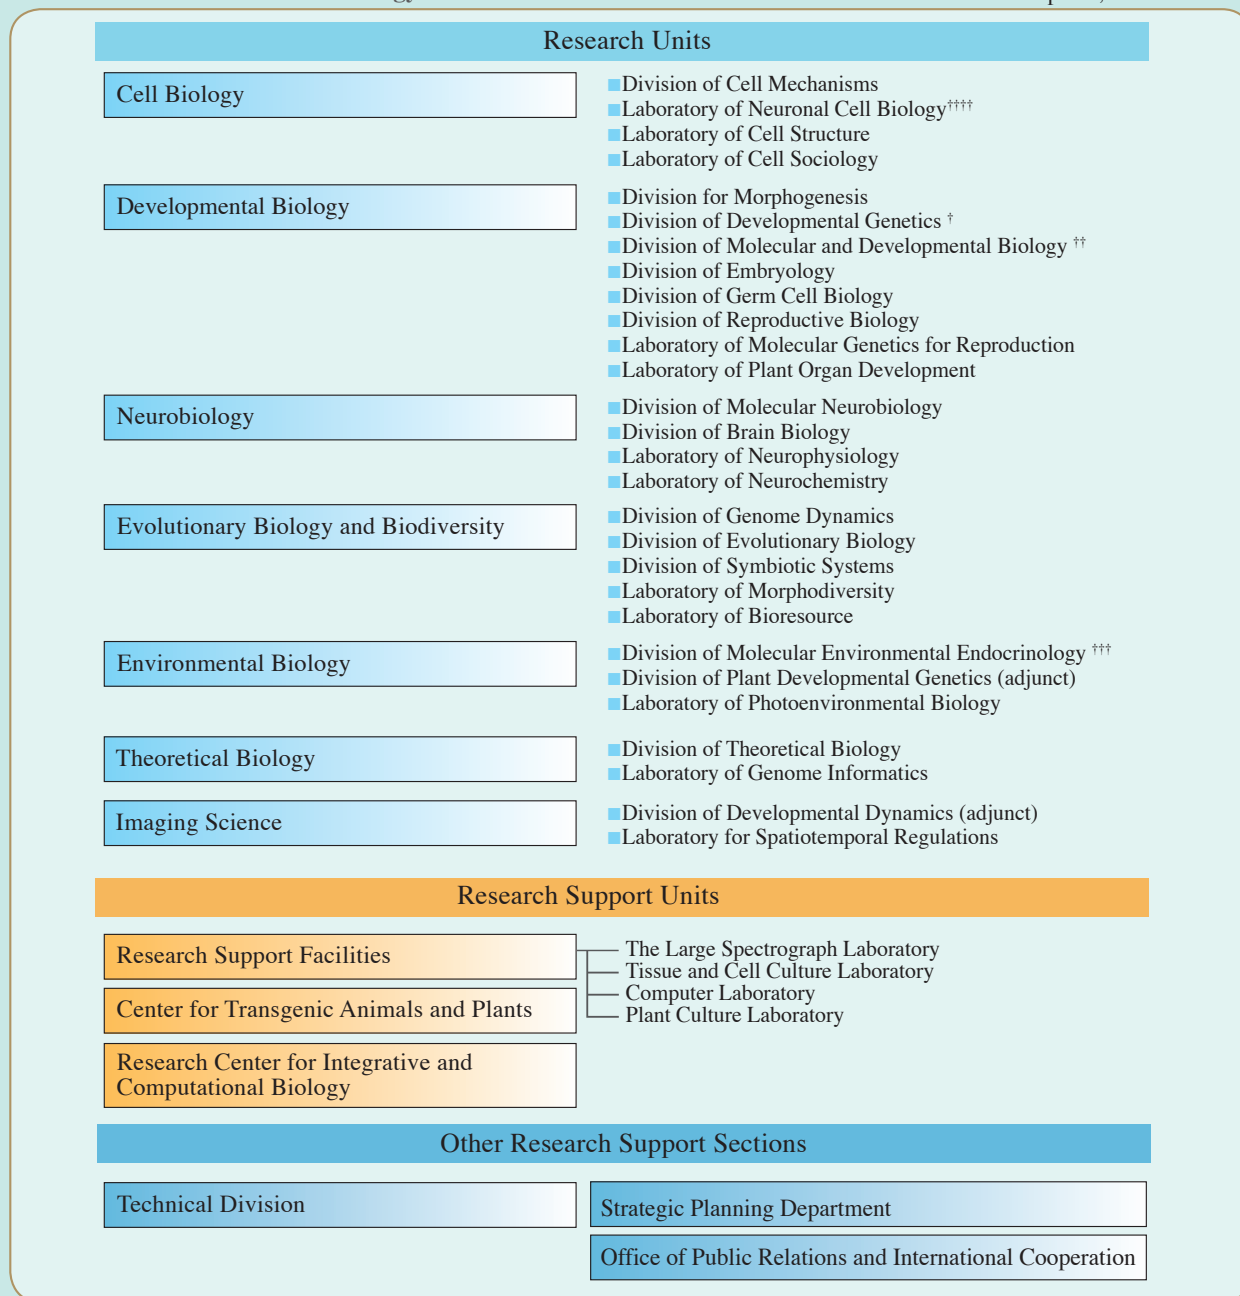 Research Units
Cell Biology
Division of Cell Mechanisms
Laboratory of Neuronal Cell Biology††††
Laboratory of Cell Structure
Laboratory of Cell Sociology
Developmental Biology
Division for Morphogenesis
Division of Developmental Genetics †
Division of Molecular and Developmental Biology ††
Division of Embryology
Division of Germ Cell Biology
Division of Reproductive Biology
Laboratory of Molecular Genetics for Reproduction
Laboratory of Plant Organ Development
Neurobiology
Division of Molecular Neurobiology
Division of Brain Biology
Laboratory of Neurophysiology
Laboratory of Neurochemistry
Evolutionary Biology and Biodiversity
Division of Genome Dynamics
Division of Evolutionary Biology
Division of Symbiotic Systems
Laboratory of Morphodiversity
Laboratory of Bioresource
Environmental Biology
Division of Molecular Environmental Endocrinology †††
Division of Plant Developmental Genetics (adjunct)
Laboratory of Photoenvironmental Biology
Theoretical Biology
Division of Theoretical Biology
Laboratory of Genome Informatics
Imaging Science
Division of Developmental Dynamics (adjunct)
Laboratory for Spatiotemporal Regulations
Research Support Units
Research Support Facilities
The Large Spectrograph Laboratory
Tissue and Cell Culture Laboratory
Computer Laboratory
Plant Culture Laboratory
Center for Transgenic Animals and Plants
Research Center for Integrative and
Computational Biology
Other Research Support Sections
Technical Division
Strategic Planning Department
Office of Public Relations and International Cooperation